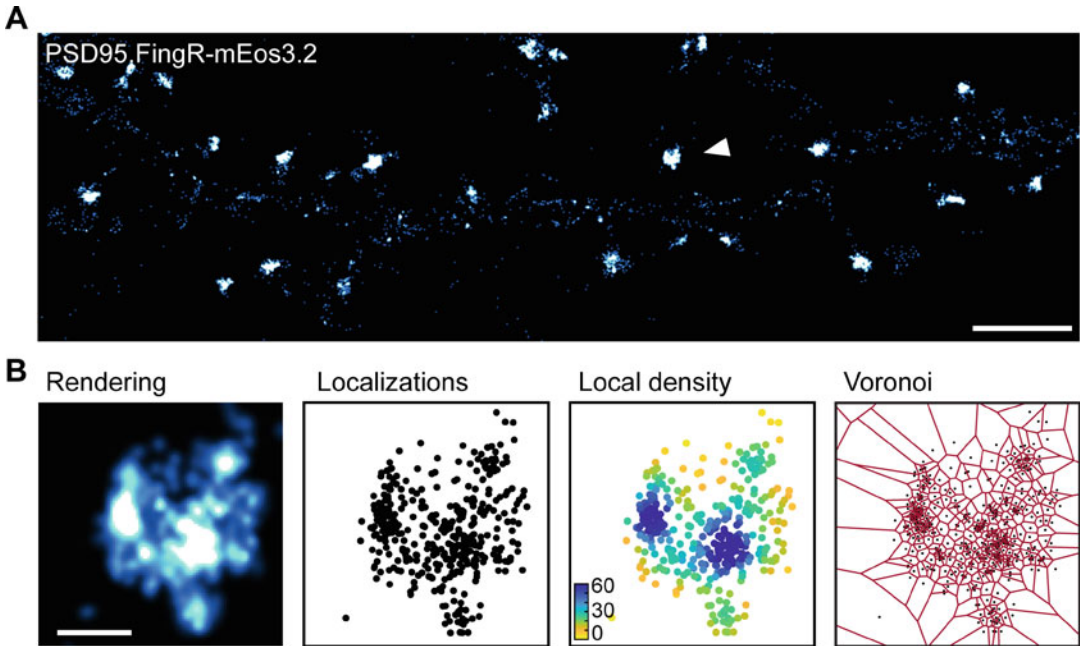 A
PSD95.FingR-mEos3.2
B
Rendering
Localizations
Local density
Voronoi
60
30
0